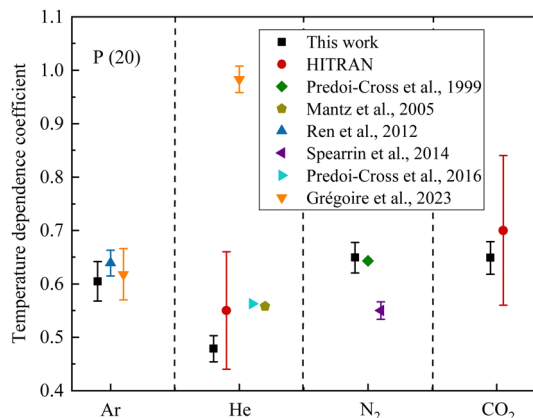 1.1
1.0
0.9
0.8
0.7
0.6
0.5
0.4
Temperature dependence coefficient
P (20)
This work
HITRAN
Predoi-Cross et al., 1999
Mantz et al., 2005
Ren et al., 2012
Spearrin et al., 2014
Predoi-Cross et al., 2016
Grégoire et al., 2023
Ar He N₂ CO₂